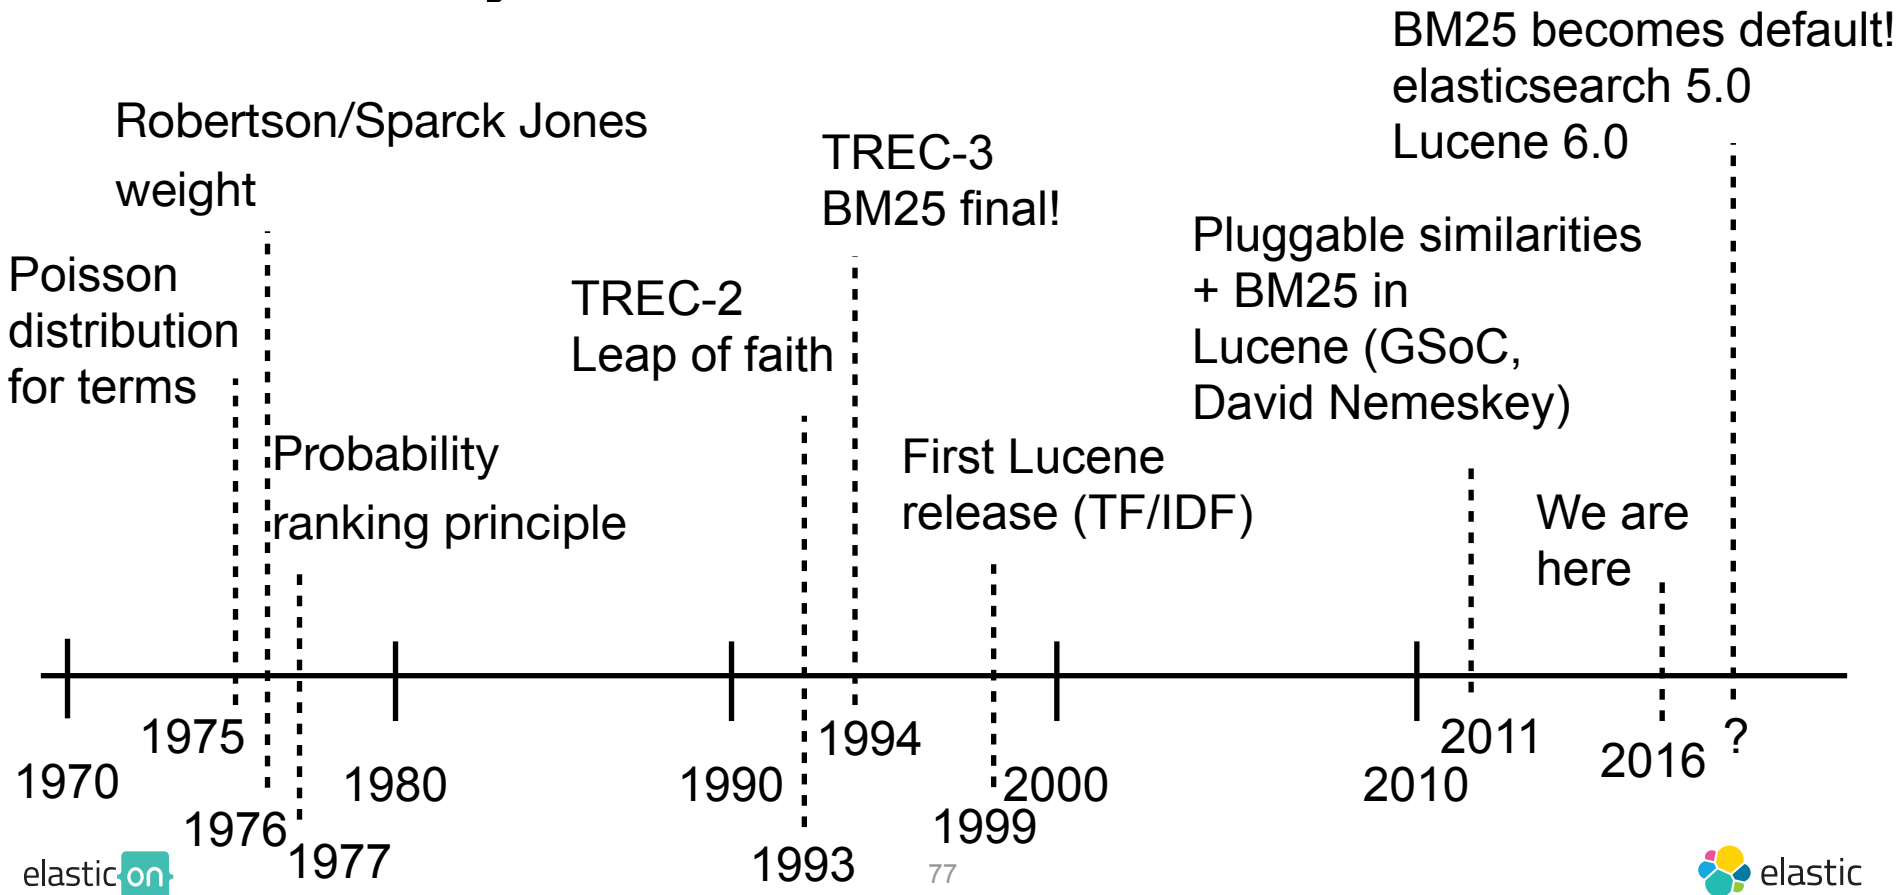 BM25 becomes default!
elasticsearch 5.0
Lucene 6.0
Robertson/Sparck Jones
weight
TREC-3
BM25 final!
Pluggable similarities
+ BM25 in
Lucene (GSoC,
David Nemeskey)
Poisson
distribution
for terms
TREC-2
Leap of faith
Probability
ranking principle
First Lucene
release (TF/IDF)
We are
here
1970
1975
1976
1977
1980
1990
1993
1994
1999
2000
2010
2011
2016
?
elastic on
77
elastic